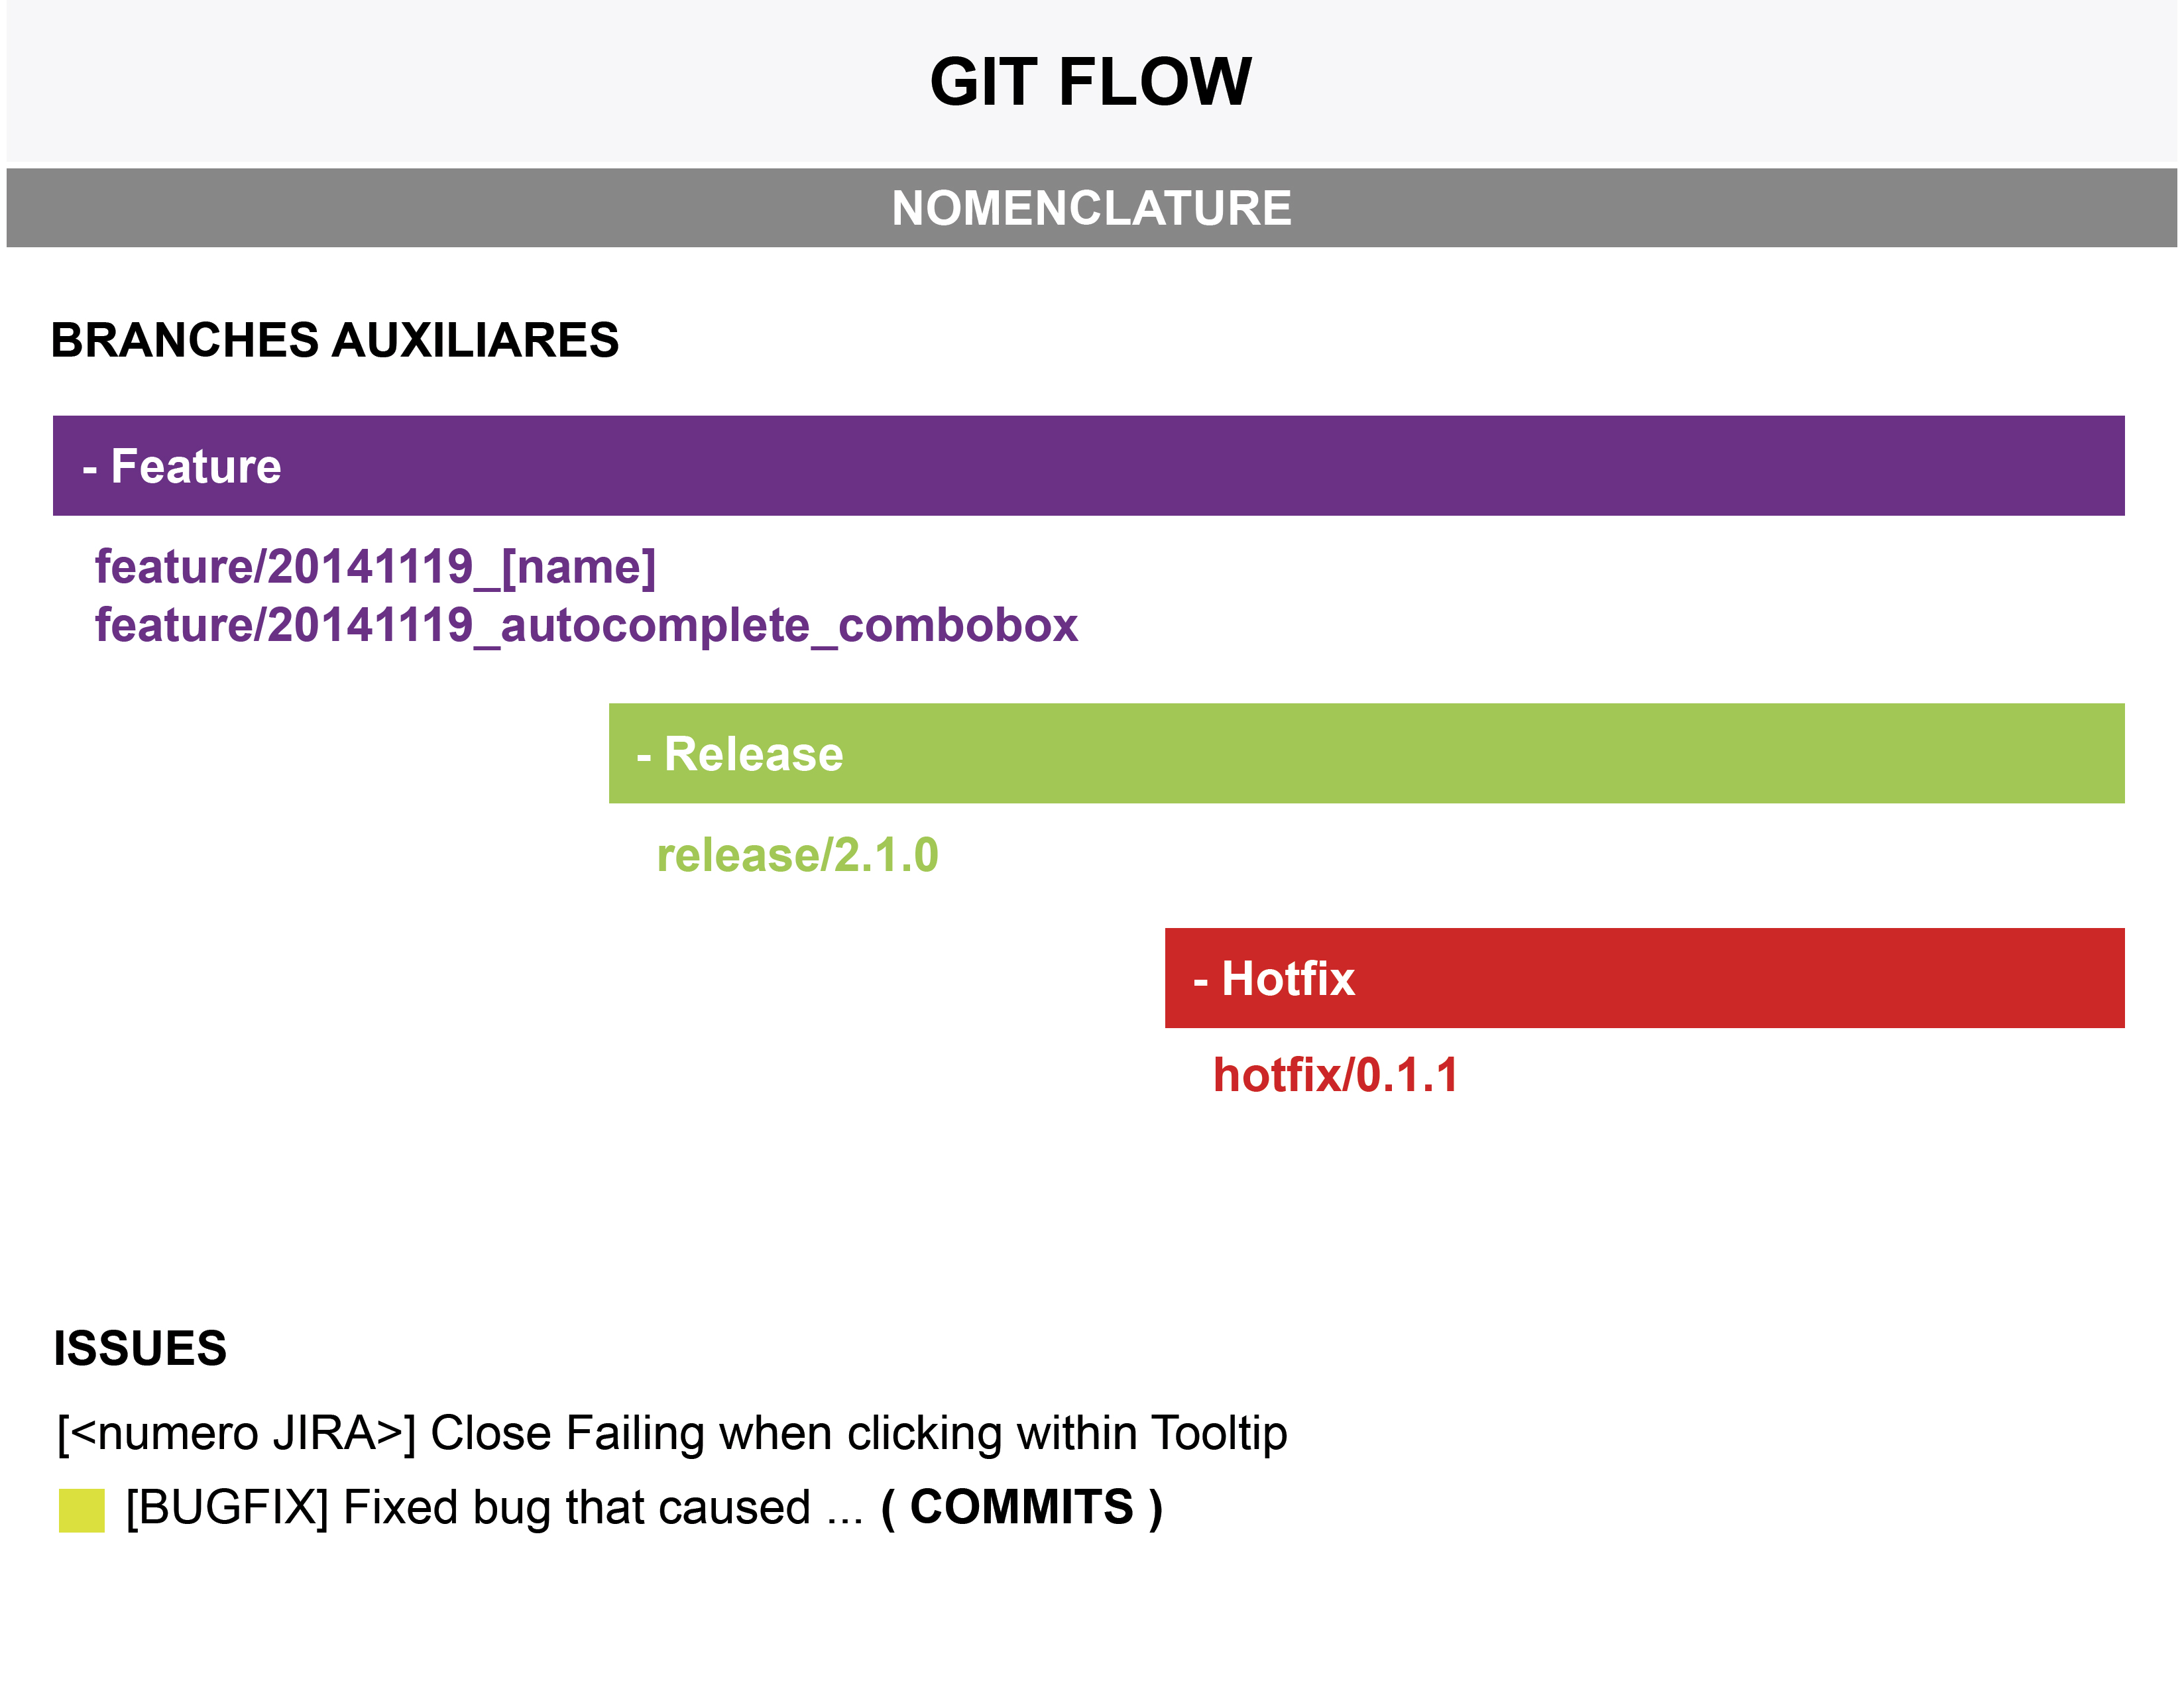 GIT FLOW
NOMENCLATURE
BRANCHES AUXILIARES
- Feature
feature/20141119_[name]
feature/20141119_autocomplete_combobox
- Release
release/2.1.0
- Hotfix
hotfix/0.1.1
ISSUES
[<numero JIRA>] Close Failing when clicking within Tooltip
[BUGFIX] Fixed bug that caused ... ( COMMITS )